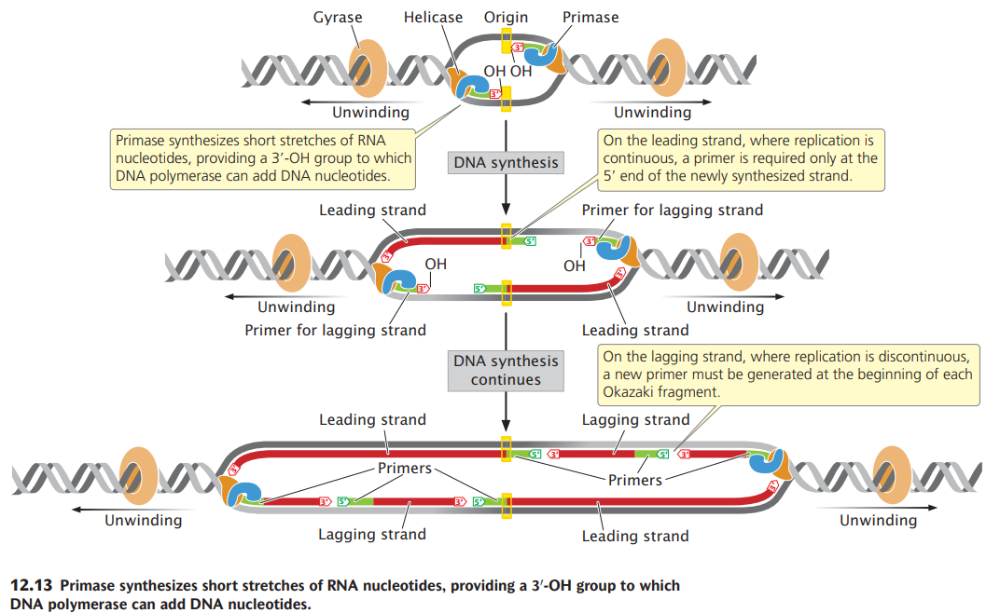 Gyrase Helicase Origin Primase
3′
OH OH
3′
Unwinding Unwinding
Primase synthesizes short stretches of RNA
nucleotides, providing a 3′-OH group to which
DNA polymerase can add DNA nucleotides.
DNA synthesis
On the leading strand, where replication is
continuous, a primer is required only at the
5′ end of the newly synthesized strand.
Leading strand Primer for lagging strand
5′ 3′
3′ OH OH 3′
3′ 5′
Unwinding Unwinding
Primer for lagging strand Leading strand
DNA synthesis
continues
On the lagging strand, where replication is discontinuous,
a new primer must be generated at the beginning of each
Okazaki fragment.
Leading strand Lagging strand
5′ 3′ 5′ 3′
3′ Primers Primers 3′
3′ 5′ 3′ 5′
Unwinding Unwinding
Lagging strand Leading strand
12.13 Primase synthesizes short stretches of RNA nucleotides, providing a 3′-OH group to which
DNA polymerase can add DNA nucleotides.